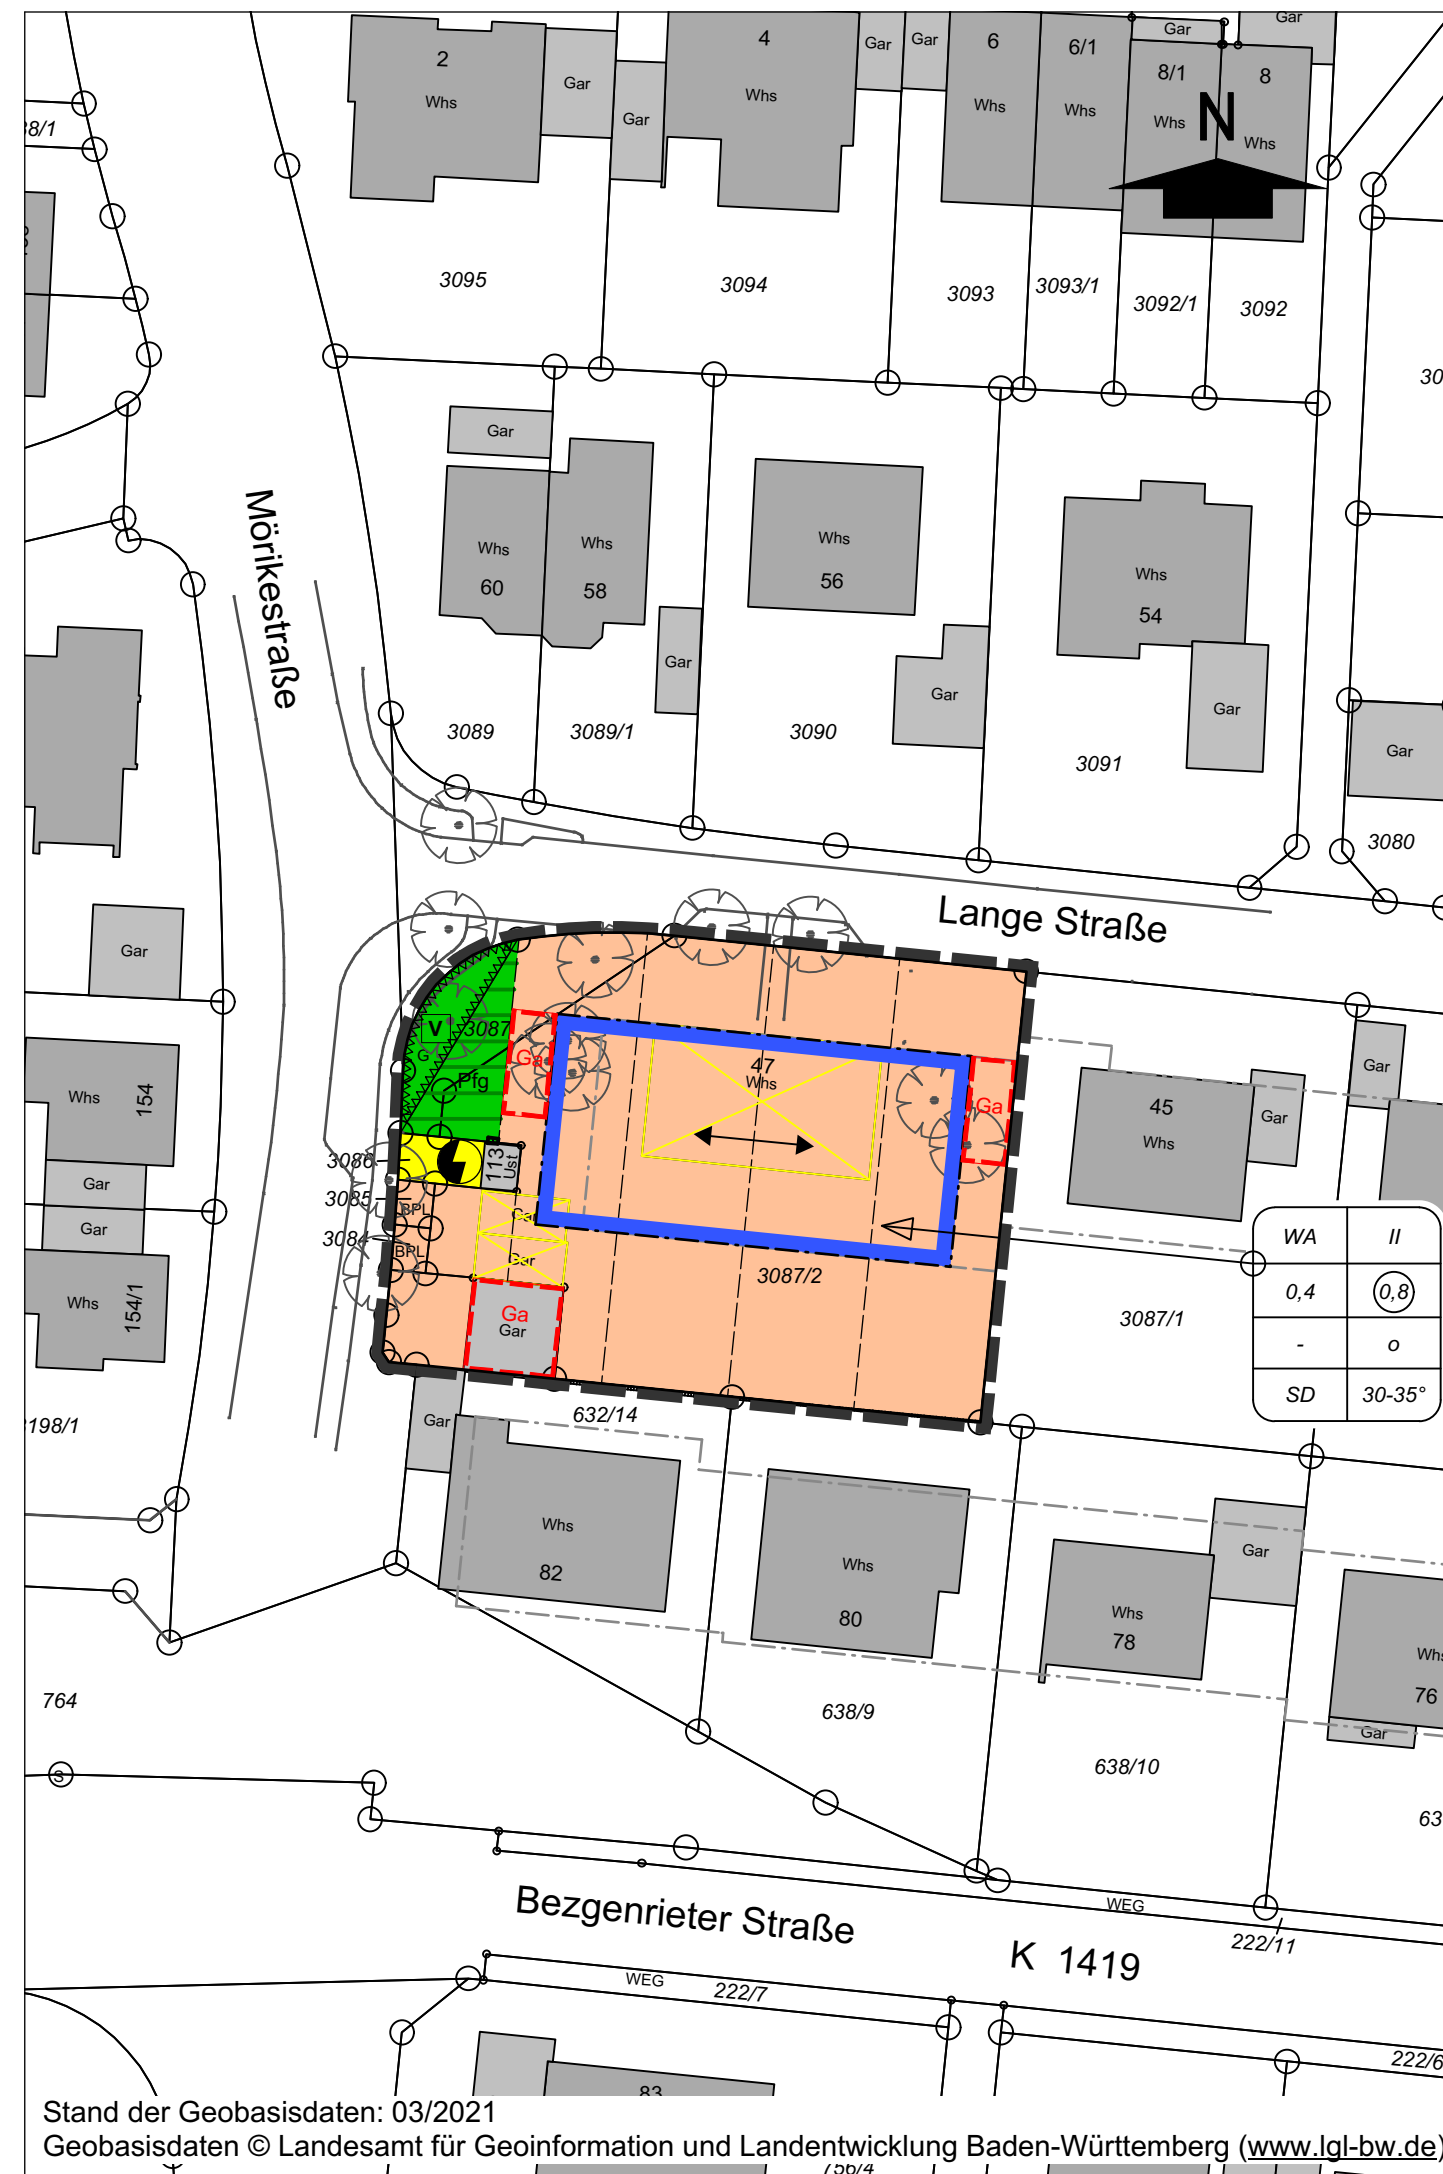 Gar
2
Whs
Gar
Gar
4
Whs
Gar
Gar
6
Whs
6/1
Whs
Gar
8/1
Whs
8
Whs
N
3095
3094
3093
3093/1
3092/1
3092
Gar
Whs
60
Whs
58
Whs
56
Whs
54
Gar
Gar
Gar
Gar
Mörikestraße
3089
3089/1
3090
3091
3080
Lange Straße
Gar
V
3087
G
Pfg
Ga
47
Whs
Ga
45
Whs
Gar
Gar
Whs
154
Gar
Gar
Whs
154/1
3086
3085
3084
BPL
BPL
113
Ust
Gar
Gar
Ga
Gar
3087/2
3087/1
WA II
0,4 0,8
- o
SD 30-35°
632/14
Gar
Whs
82
Whs
80
Whs
78
Gar
76
Gar
764
638/9
638/10
S
Bezgenrieter Straße
K 1419
WEG
222/11
WEG
222/7
83
Stand der Geobasisdaten: 03/2021
Geobasisdaten © Landesamt für Geoinformation und Landentwicklung Baden-Württemberg (www.lgl-bw.de)
756/4